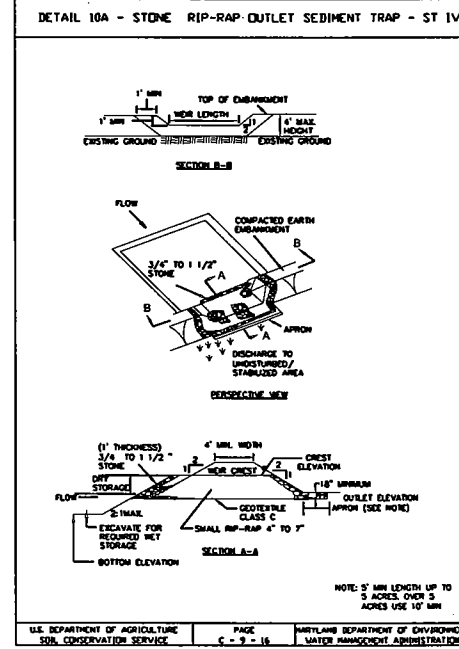 DETAIL 10A - STONE RIP-RAP OUTLET SEDIMENT TRAP - ST IV
1' MIN
TOP OF EMBANKMENT
1' MIN
WEIR LENGTH
4' MAX.
HEIGHT
1
2
EXISTING GROUND
EXISTING GROUND
SECTION B-B
FLOW
COMPACTED EARTH
EMBANKMENT
B
3/4" TO 1 1/2"
STONE
A
B
A
APRON
DISCHARGE TO
UNDISTURBED/
STABILIZED AREA
PERSPECTIVE VIEW
(1' THICKNESS)
3/4 TO 1 1/2"
STONE
4' MIN. WIDTH
2
1
WEIR CREST
2
1
CREST
ELEVATION
DRY
STORAGE
18" MINIMUM
FLOW
OUTLET ELEVATION
APRON (SEE NOTE)
2:1 MAX.
GEOTEXTILE
CLASS C
EXCAVATE FOR
REQUIRED WET
STORAGE
SMALL RIP-RAP 4" TO 7"
SECTION A-A
BOTTOM ELEVATION
NOTE: 5' MIN LENGTH UP TO
5 ACRES. OVER 5
ACRES USE 10' MIN
U.S. DEPARTMENT OF AGRICULTURE
SOIL CONSERVATION SERVICE
PAGE
C - 9 - 16
MARYLAND DEPARTMENT OF ENVIRONME
WATER MANAGEMENT ADMINISTRATION